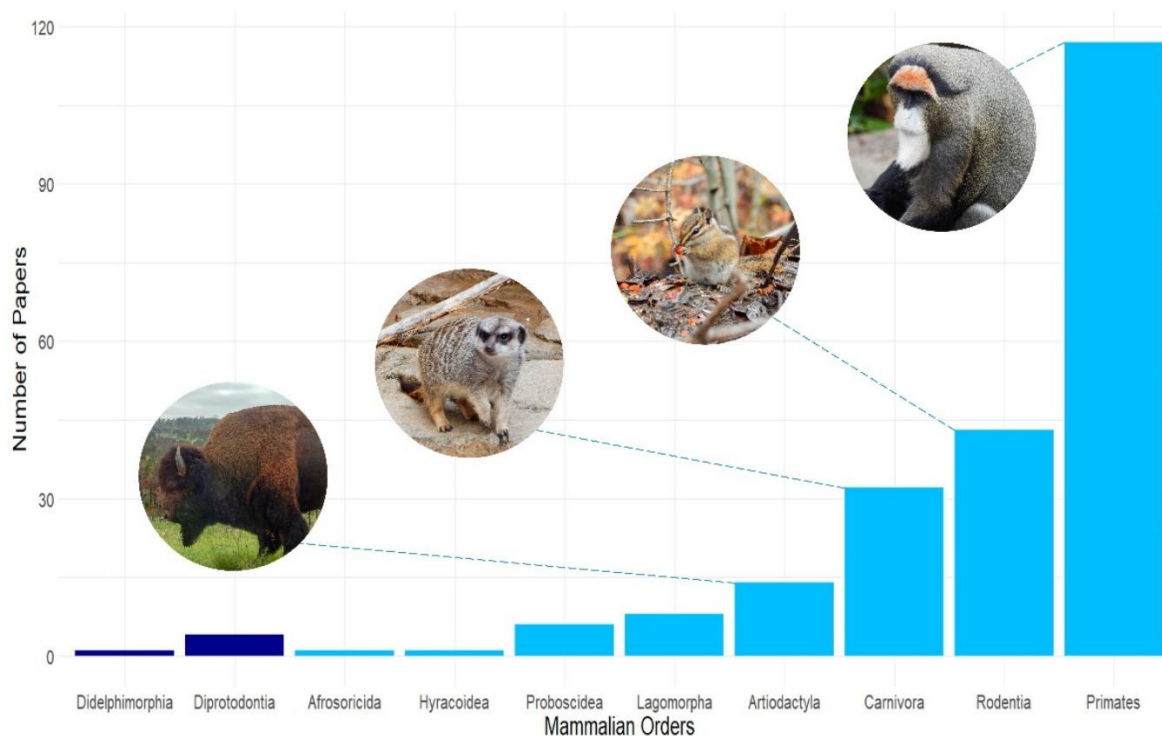 120
90
60
30
0
Number of Papers
Didelphimorphia Diprotodontia Afrosoricida Hyracoidea Proboscidea Lagomorpha Artiodactyla Carnivora Rodentia Primates
Mammalian Orders